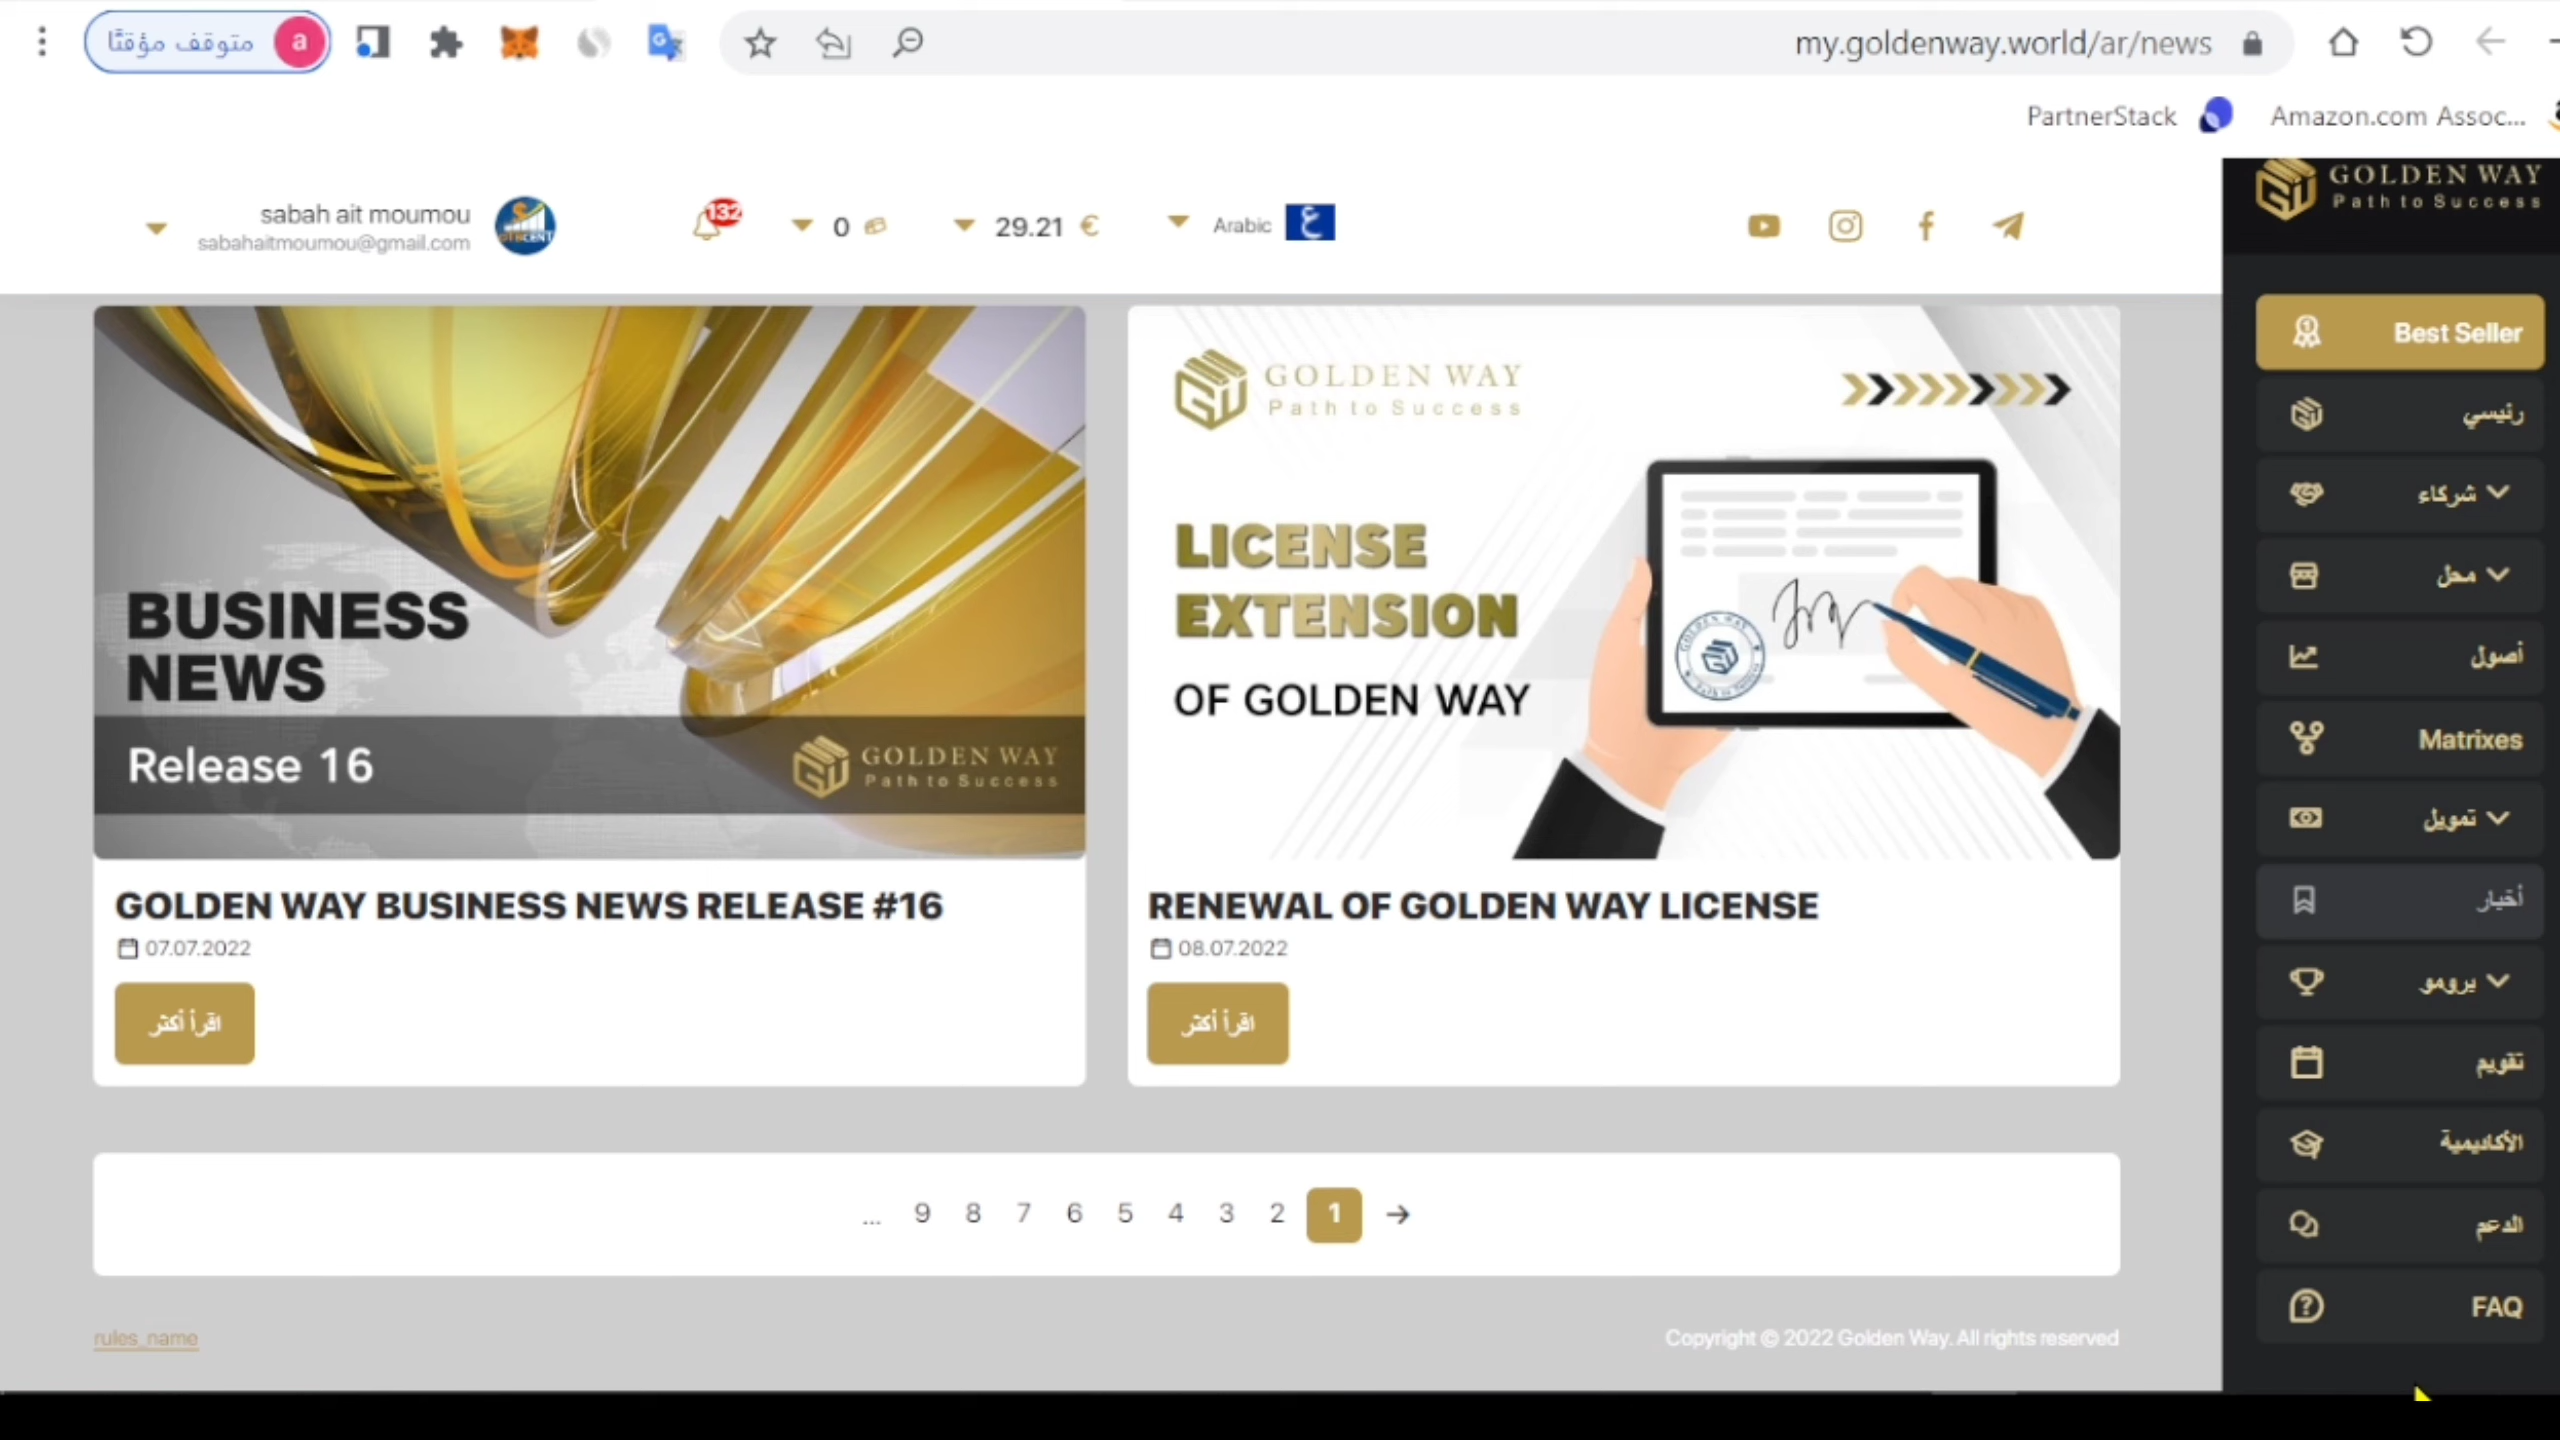 متوقف مؤقتًا
a
my.goldenway.world/ar/news
PartnerStack
Amazon.com Assoc...
sabah ait moumou
sabahaitmoumou@gmail.com
132
0
29.21 €
Arabic
ع
GOLDEN WAY
Path to Success
Best Seller
رئيسي
شركاء
محل
أصول
Matrixes
تمويل
أخبار
برومو
تقويم
الأكاديمية
الدعم
FAQ
BUSINESS
NEWS
Release 16
GOLDEN WAY
Path to Success
GOLDEN WAY BUSINESS NEWS RELEASE #16
07.07.2022
اقرأ أكثر
GOLDEN WAY
Path to Success
LICENSE
EXTENSION
OF GOLDEN WAY
RENEWAL OF GOLDEN WAY LICENSE
08.07.2022
اقرأ أكثر
... 9 8 7 6 5 4 3 2 1 →
rules_name
Copyright © 2022 Golden Way. All rights reserved